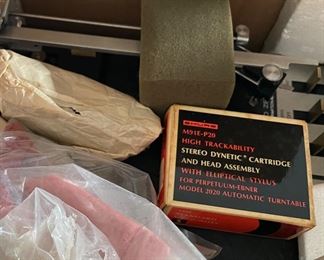 SHURE
M91E-P20
HIGH TRACKABILITY
STEREO DYNETIC® CARTRIDGE
AND HEAD ASSEMBLY
WITH ELLIPTICAL STYLUS
FOR PERPETUUM-EBNER
MODEL 2020 AUTOMATIC TURNTABLE